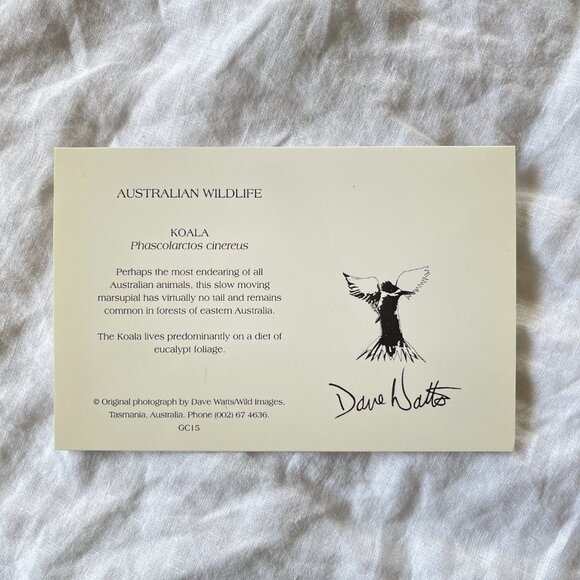 AUSTRALIAN WILDLIFE
KOALA
Phascolarctos cinereus
Perhaps the most endearing of all
Australian animals, this slow moving
marsupial has virtually no tail and remains
common in forests of eastern Australia.
The Koala lives predominantly on a diet of
eucalypt foliage.
© Original photograph by Dave Watts/Wild Images,
Tasmania, Australia. Phone (002) 67 4636.
GC15
Dave Watts